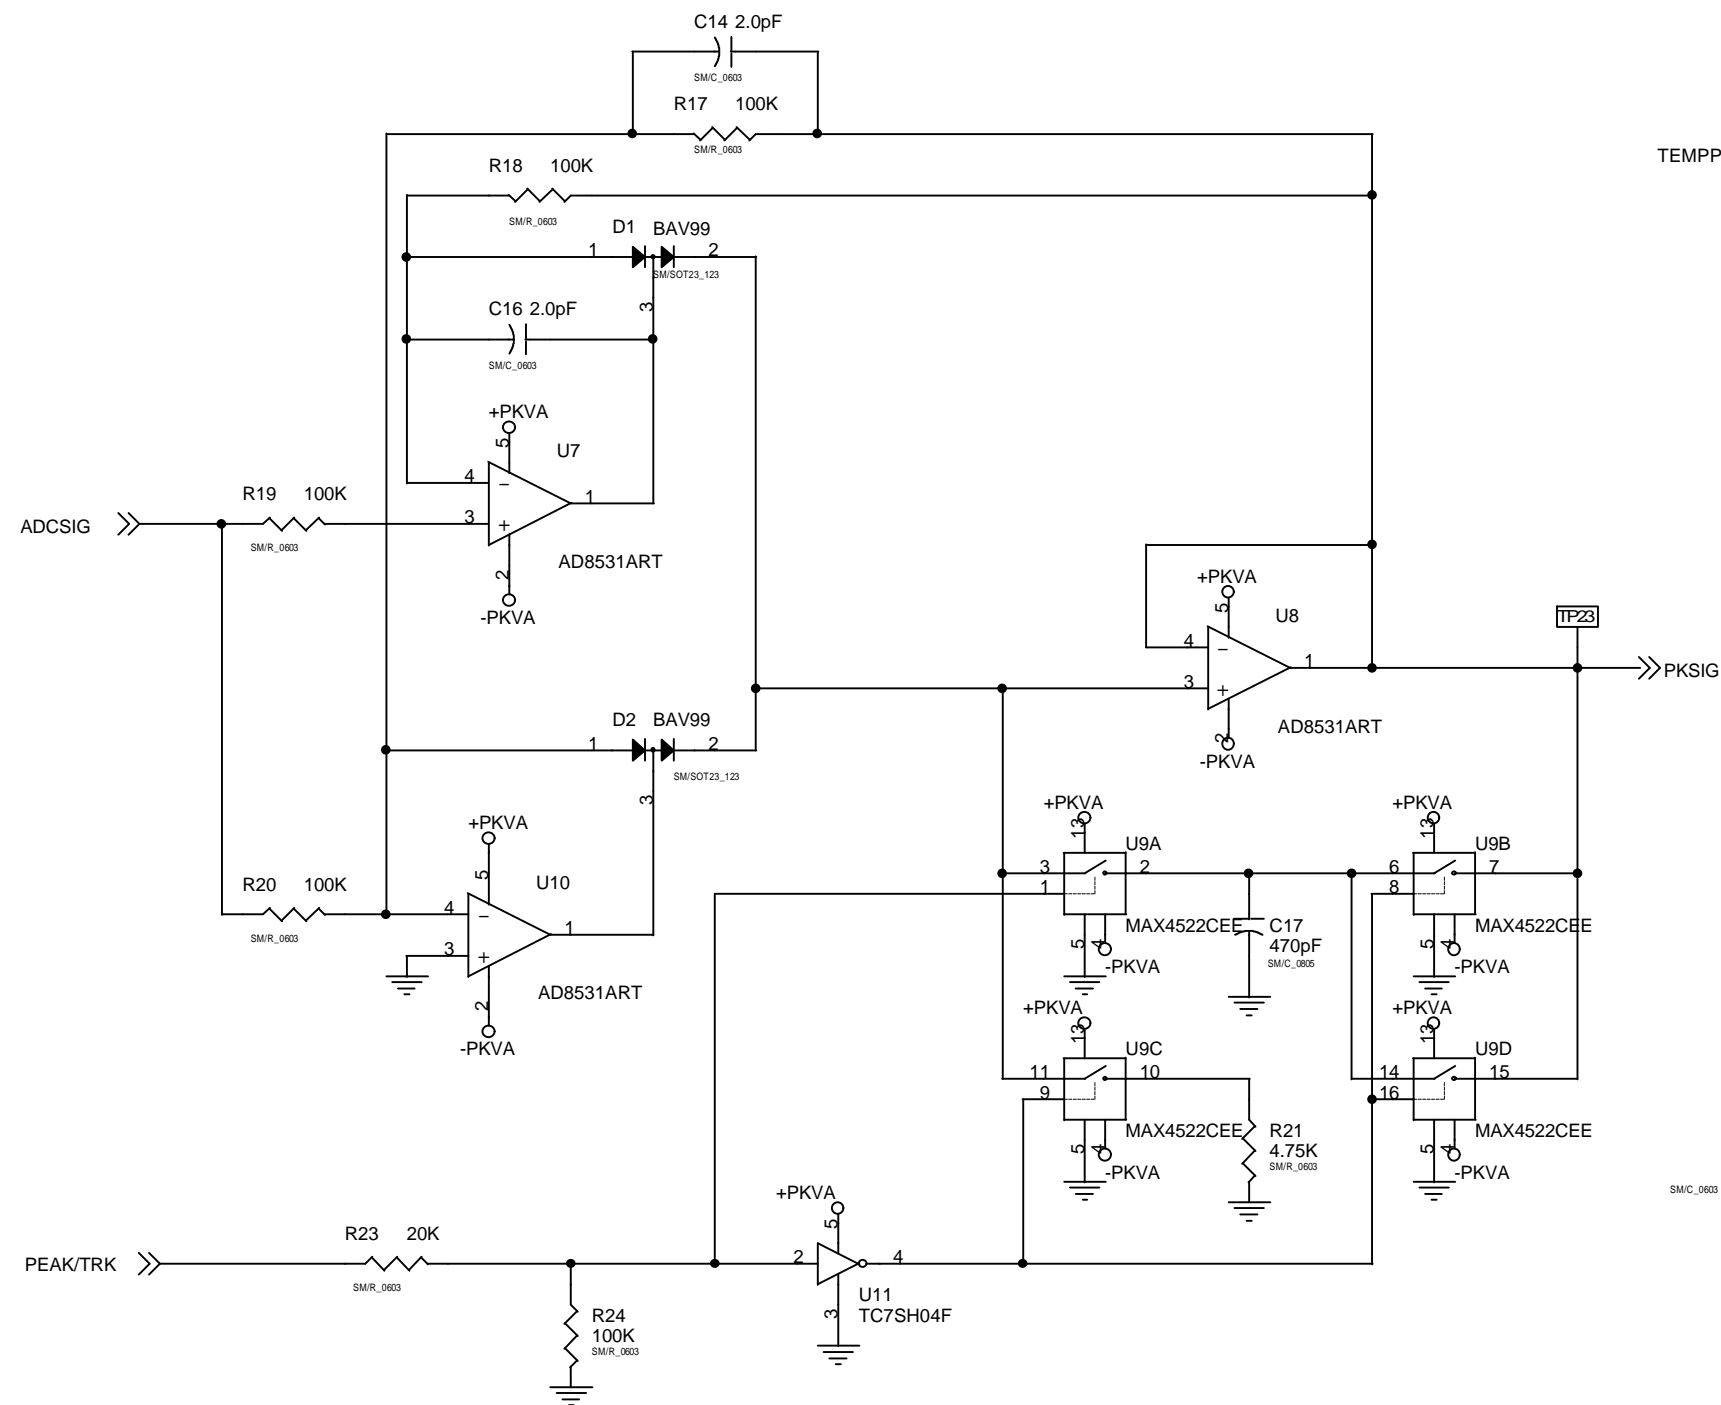 C14 2.0pF
SM/C_0603
R17 100K
SM/R_0603
TEMPP
R18 100K
SM/R_0603
D1 BAV99
1 2
SM/SOT23_123
3
C16 2.0pF
SM/C_0603
+PKVA
5
U7
4
−
R19 100K
ADCSIG
3
+
1
SM/R_0603
AD8531ART
2
-PKVA
+PKVA
5
U8
TP23
4
−
1
PKSIG
3
+
AD8531ART
2
-PKVA
D2 BAV99
1 2
SM/SOT23_123
3
+PKVA
5
U10
R20 100K
4
−
1
SM/R_0603
3
+
AD8531ART
2
-PKVA
+PKVA
13
U9A
3 2
1
MAX4522CEE
5 4
-PKVA
C17
470pF
SM/C_0805
+PKVA
13
U9B
6 7
8
MAX4522CEE
5 4
-PKVA
+PKVA
13
U9C
11 10
9
MAX4522CEE
5 4
-PKVA
R21
4.75K
SM/R_0603
+PKVA
13
U9D
14 15
16
MAX4522CEE
5 4
-PKVA
SM/C_0603
+PKVA
5
R23 20K
PEAK/TRK
2 4
SM/R_0603
U11
TC7SH04F
3
R24
100K
SM/R_0603